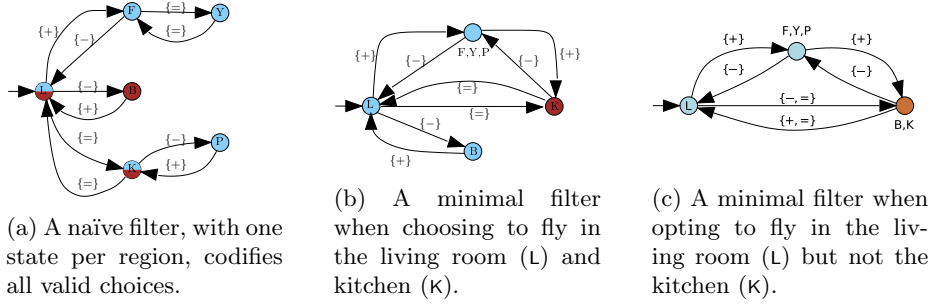 F
{=}
Y
{+}
{−}
{=}
L
{−}
B
{+}
{=}
{−}
P
K
{+}
{=}
(a) A naïve filter, with one
state per region, codifies
all valid choices.
{+}
F,Y,P
{+}
{−}
{−}
{=}
L
K
{=}
{−}
B
{+}
(b) A minimal filter
when choosing to fly in
the living room (L) and
kitchen (K).
F,Y,P
{+}
{+}
{−}
{−}
L
{−,=}
B,K
{+,=}
(c) A minimal filter when
opting to fly in the liv-
ing room (L) but not the
kitchen (K).